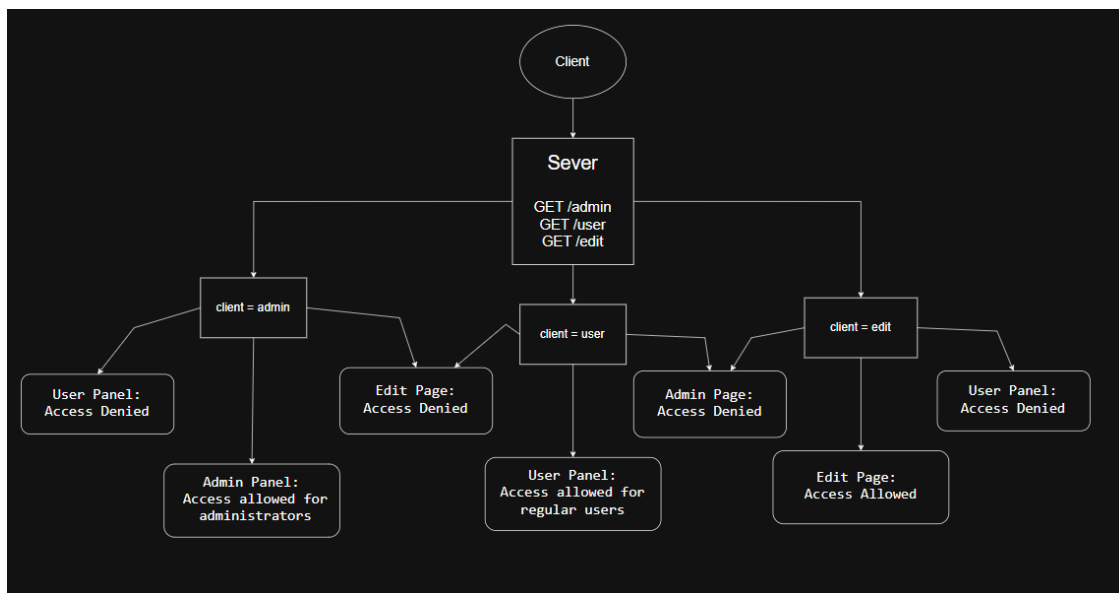 Client
Sever
GET /admin
GET /user
GET /edit
client = admin
client = user
client = edit
User Panel:
Access Denied
Edit Page:
Access Denied
Admin Page:
Access Denied
User Panel:
Access Denied
Admin Panel:
Access allowed for
administrators
User Panel:
Access allowed for
regular users
Edit Page:
Access Allowed